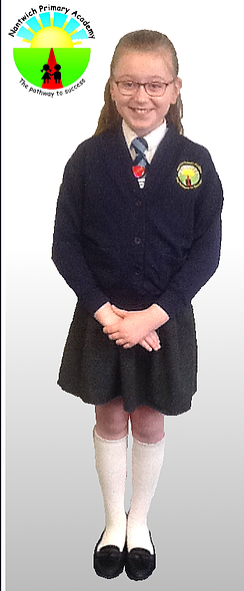 Nantwich Primary Academy
The pathway to success